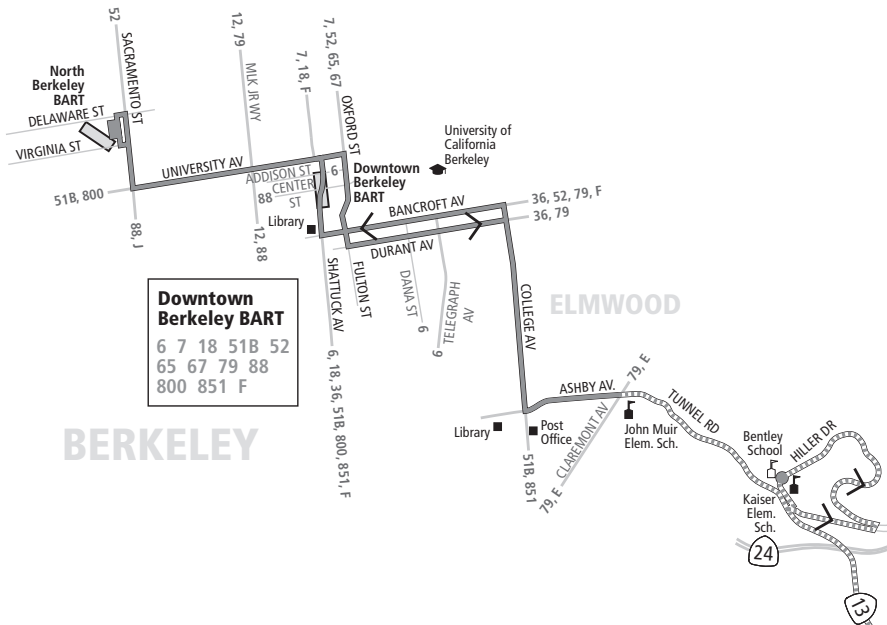 52
SACRAMENTO ST
North
Berkeley
BART
DELAWARE ST
VIRGINIA ST
51B, 800
88, J
UNIVERSITY AV
12, 79
MLK JR WY
12, 88
7, 18, F
7, 52, 65, 67
OXFORD ST
ADDISON ST
6
CENTER
ST
88
Downtown
Berkeley
BART
University of
California
Berkeley
Library
BANCROFT AV
DURANT AV
36, 52, 79, F
36, 79
SHATTUCK AV
6, 18, 36, 51B, 800, 851, F
FULTON ST
DANA ST
6
TELEGRAPH
AV
9
COLLEGE AV
ELMWOOD
Downtown
Berkeley BART
6 7 18 51B 52
65 67 79 88
800 851 F
BERKELEY
ASHBY AV.
79, E
CLAREMONT AV
79, E
Library
Post
Office
51B, 851
John Muir
Elem. Sch.
TUNNEL RD
Bentley
School
HILLER DR
Kaiser
Elem.
Sch.
24
13